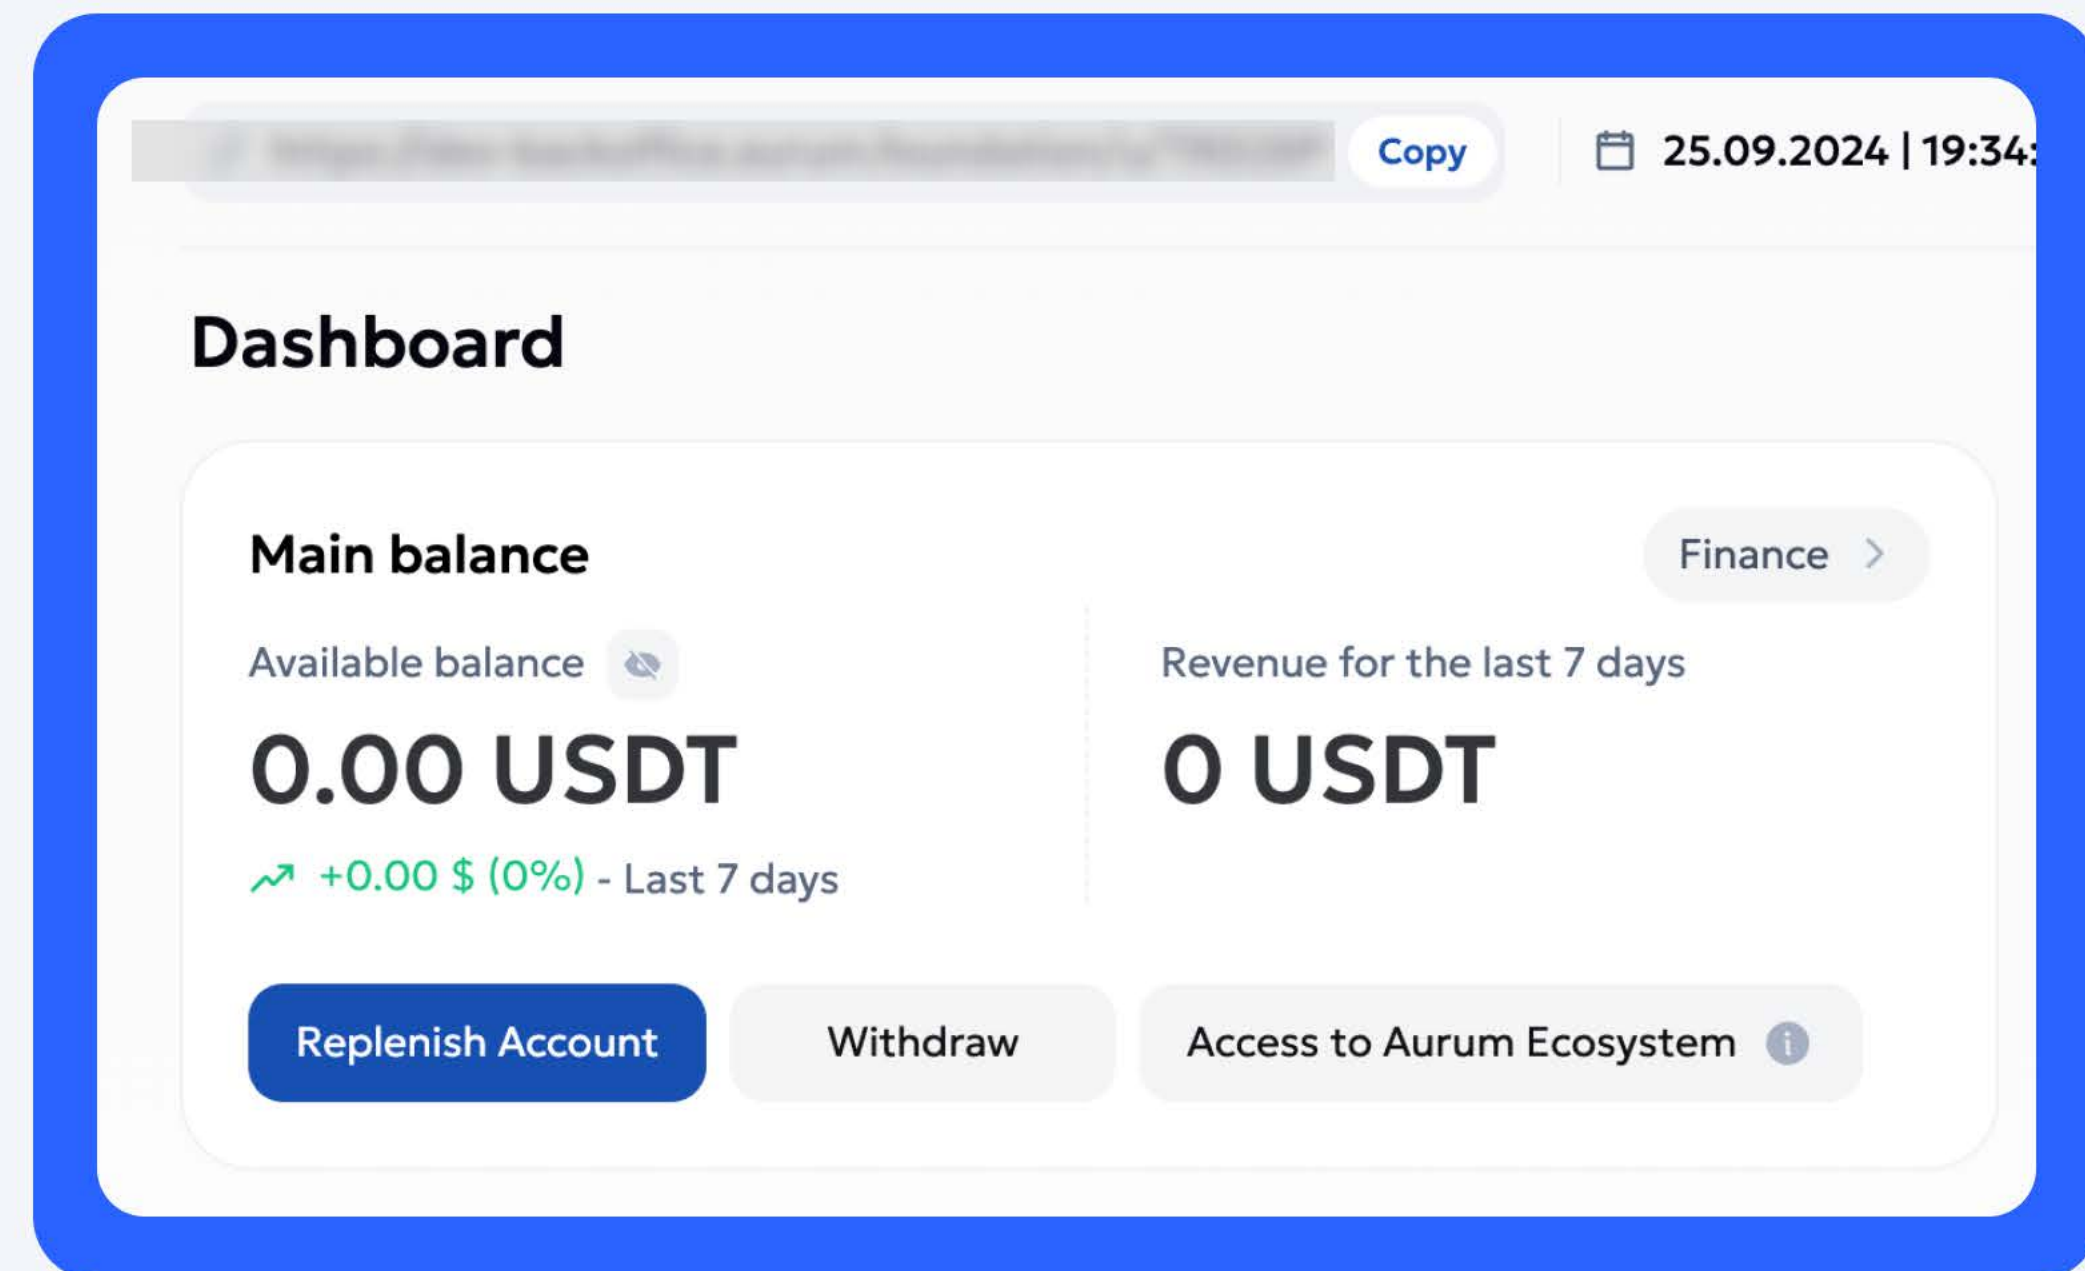 Copy
25.09.2024 | 19:34:
Dashboard
Main balance
Finance
Available balance
Revenue for the last 7 days
0.00 USDT
0 USDT
+0.00 $ (0%) - Last 7 days
Replenish Account
Withdraw
Access to Aurum Ecosystem